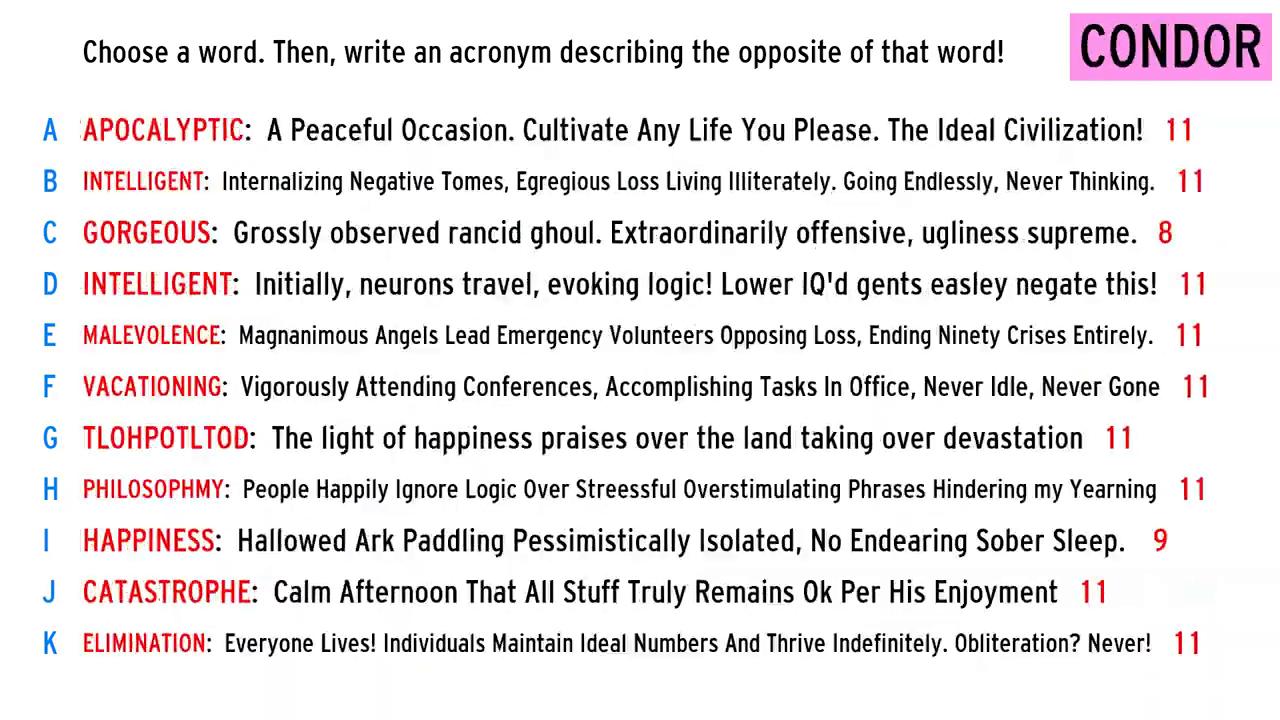 Choose a word. Then, write an acronym describing the opposite of that word!
CONDOR
A APOCALYPTIC: A Peaceful Occasion. Cultivate Any Life You Please. The Ideal Civilization! 11
B INTELLIGENT: Internalizing Negative Tomes, Egregious Loss Living Illiterately. Going Endlessly, Never Thinking. 11
C GORGEOUS: Grossly observed rancid ghoul. Extraordinarily offensive, ugliness supreme. 8
D INTELLIGENT: Initially, neurons travel, evoking logic! Lower IQ'd gents easley negate this! 11
E MALEVOLENCE: Magnanimous Angels Lead Emergency Volunteers Opposing Loss, Ending Ninety Crises Entirely. 11
F VACATIONING: Vigorously Attending Conferences, Accomplishing Tasks In Office, Never Idle, Never Gone 11
G TLOHPOTLTOD: The light of happiness praises over the land taking over devastation 11
H PHILOSOPHMY: People Happily Ignore Logic Over Streessful Overstimulating Phrases Hindering my Yearning 11
I HAPPINESS: Hallowed Ark Paddling Pessimistically Isolated, No Endearing Sober Sleep. 9
J CATASTROPHE: Calm Afternoon That All Stuff Truly Remains Ok Per His Enjoyment 11
K ELIMINATION: Everyone Lives! Individuals Maintain Ideal Numbers And Thrive Indefinitely. Obliteration? Never! 11